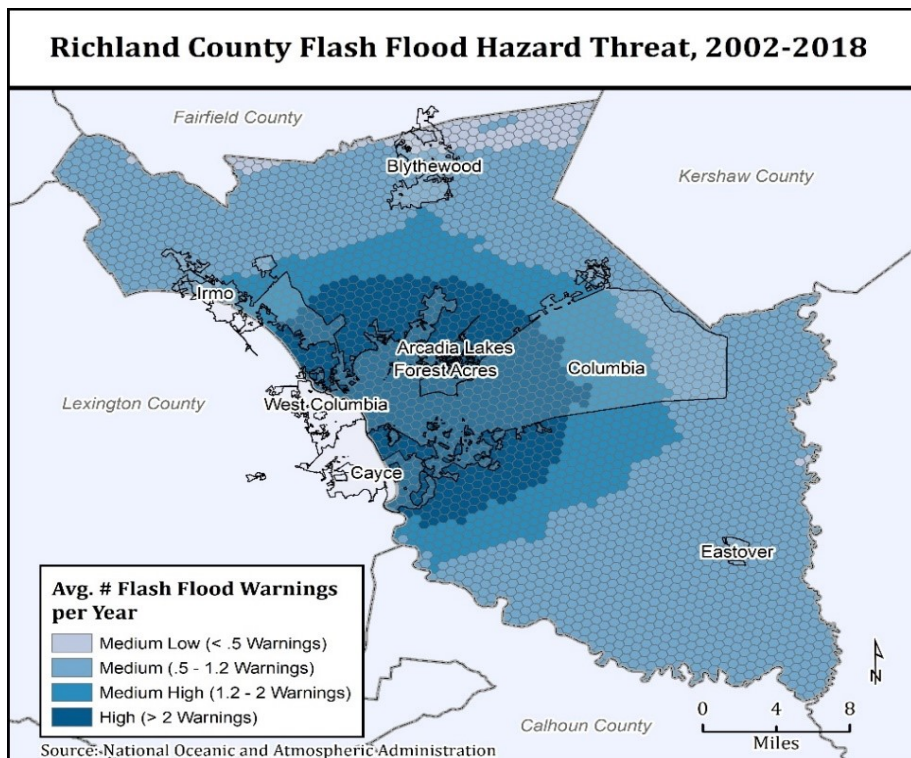 Richland County Flash Flood Hazard Threat, 2002-2018
Fairfield County
Blythewood
Kershaw County
Irmo
Arcadia Lakes
Forest Acres
Columbia
Lexington County
West Columbia
Cayce
Eastover
Avg. # Flash Flood Warnings
per Year
Medium Low (< .5 Warnings)
Medium (.5 - 1.2 Warnings)
Medium High (1.2 - 2 Warnings)
High (> 2 Warnings)
N
0 4 8
Miles
Calhoun County
Source: National Oceanic and Atmospheric Administration